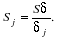 S_j = Sδ / δ_j.